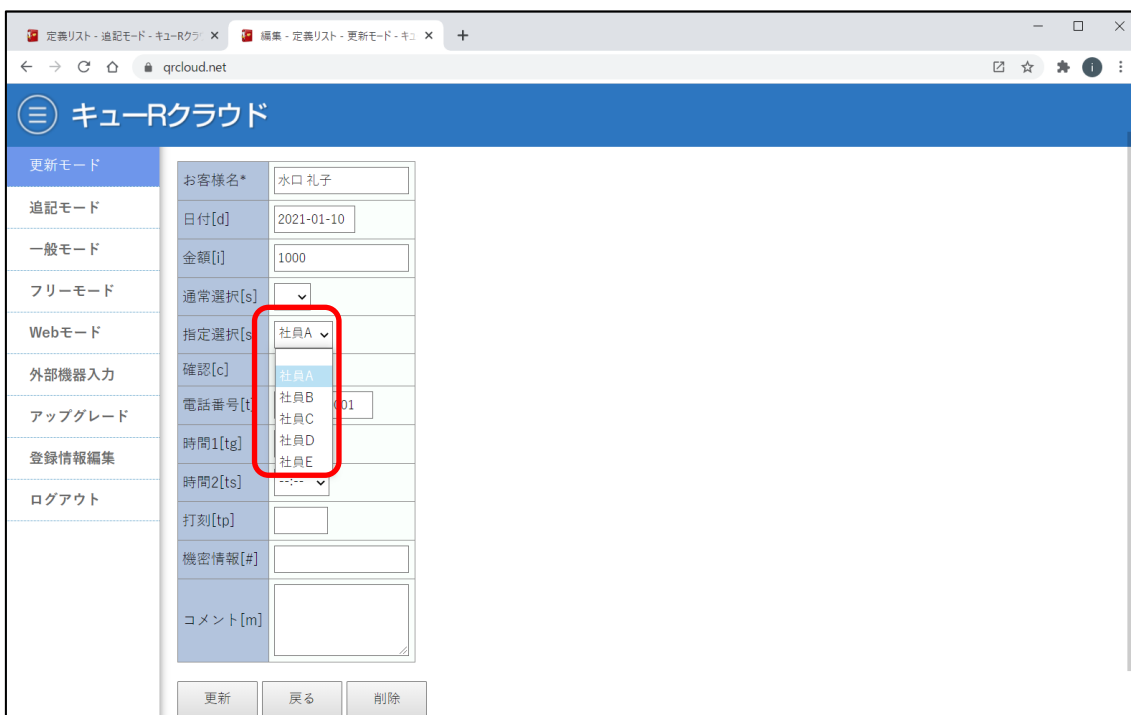 定義リスト - 追記モード - キューRクラ
編集 - 定義リスト - 更新モード - キュ
qrcloud.net
i
キューRクラウド
更新モード
追記モード
一般モード
フリーモード
Webモード
外部機器入力
アップグレード
登録情報編集
ログアウト
お客様名* 水口 礼子
日付[d] 2021-01-10
金額[i] 1000
通常選択[s]
指定選択[s 社員A
確認[c]
社員A
社員B
電話番号[t] 001
社員C
社員D
時間1[tg]
社員E
時間2[ts] --:--
打刻[tp]
機密情報[#]
コメント[m]
更新 戻る 削除